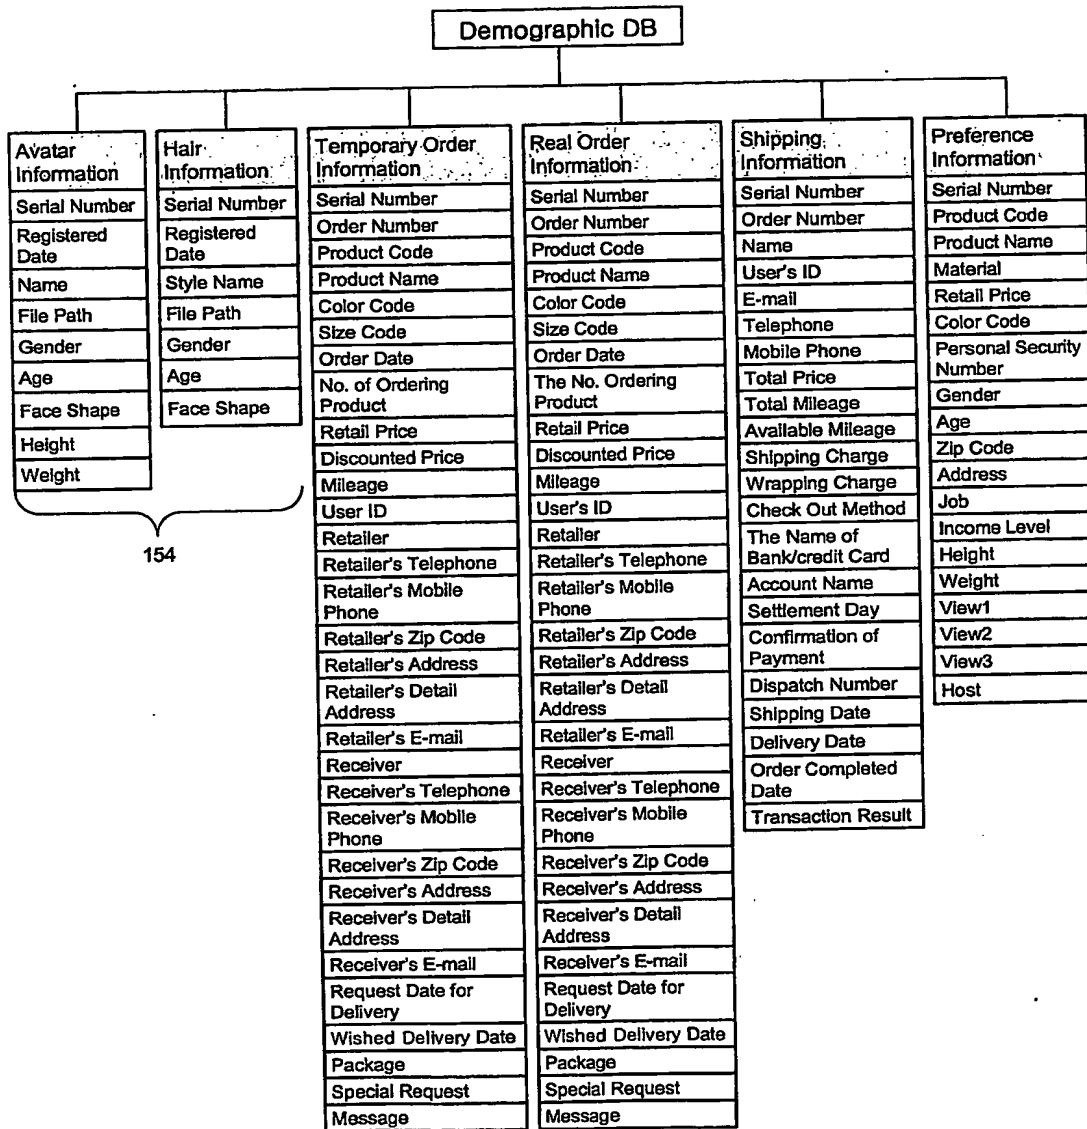 Demographic DB
Avatar
Information
Serial Number
Registered
Date
Name
File Path
Gender
Age
Face Shape
Height
Weight
Hair
Information
Serial Number
Registered
Date
Style Name
File Path
Gender
Age
Face Shape
154
Temporary Order
Information
Serial Number
Order Number
Product Code
Product Name
Color Code
Size Code
Order Date
No. of Ordering
Product
Retail Price
Discounted Price
Mileage
User ID
Retailer
Retailer's Telephone
Retailer's Mobile
Phone
Retailer's Zip Code
Retailer's Address
Retailer's Detail
Address
Retailer's E-mail
Receiver
Receiver's Telephone
Receiver's Mobile
Phone
Receiver's Zip Code
Receiver's Address
Receiver's Detail
Address
Receiver's E-mail
Request Date for
Delivery
Wished Delivery Date
Package
Special Request
Message
Real Order
Information
Serial Number
Order Number
Product Code
Product Name
Color Code
Size Code
Order Date
The No. Ordering
Product
Retail Price
Discounted Price
Mileage
User's ID
Retailer
Retailer's Telephone
Retailer's Mobile
Phone
Retailer's Zip Code
Retailer's Address
Retailer's Detail
Address
Retailer's E-mail
Receiver
Receiver's Telephone
Receiver's Mobile
Phone
Receiver's Zip Code
Receiver's Address
Receiver's Detail
Address
Receiver's E-mail
Request Date for
Delivery
Wished Delivery Date
Package
Special Request
Message
Shipping
Information
Serial Number
Order Number
Name
User's ID
E-mail
Telephone
Mobile Phone
Total Price
Total Mileage
Available Mileage
Shipping Charge
Wrapping Charge
Check Out Method
The Name of
Bank/credit Card
Account Name
Settlement Day
Confirmation of
Payment
Dispatch Number
Shipping Date
Delivery Date
Order Completed
Date
Transaction Result
Preference
Information
Serial Number
Product Code
Product Name
Material
Retail Price
Color Code
Personal Security
Number
Gender
Age
Zip Code
Address
Job
Income Level
Height
Weight
View1
View2
View3
Host